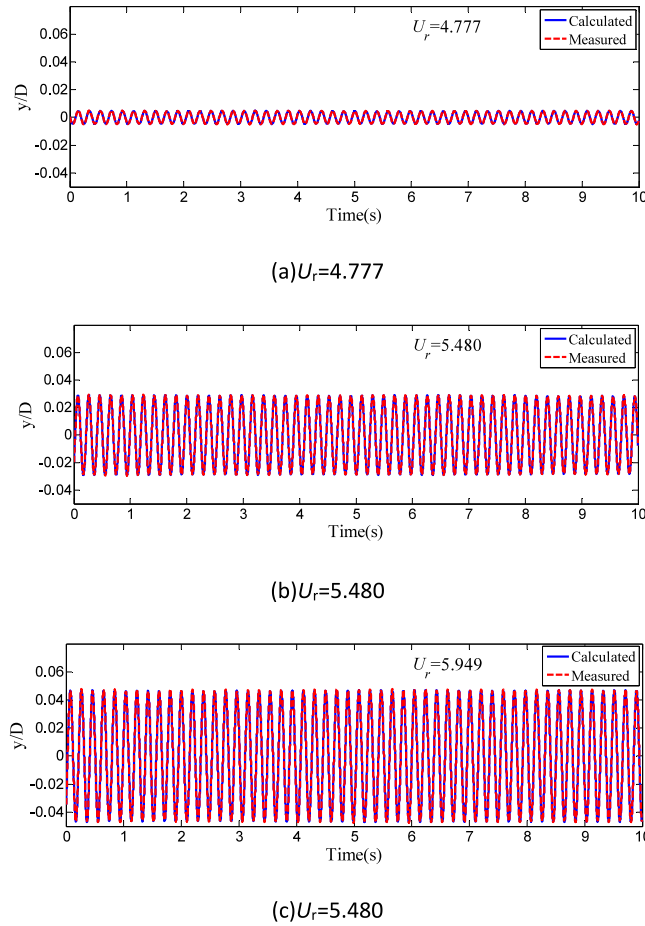 0.06
0.04
0.02
0
-0.02
-0.04
y/D
U_r=4.777
Calculated
Measured
0 1 2 3 4 5 6 7 8 9 10
Time(s)
(a)U_r=4.777
0.06
0.04
0.02
0
-0.02
-0.04
y/D
U_r=5.480
Calculated
Measured
0 1 2 3 4 5 6 7 8 9 10
Time(s)
(b)U_r=5.480
0.06
0.04
0.02
0
-0.02
-0.04
y/D
U_r=5.949
Calculated
Measured
0 1 2 3 4 5 6 7 8 9 10
Time(s)
(c)U_r=5.480